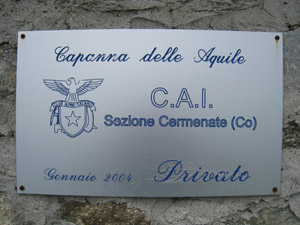 Capanna delle Aquile
C.A.I.
Sezione Cermenate (Co)
Gennaio 2004 Privato